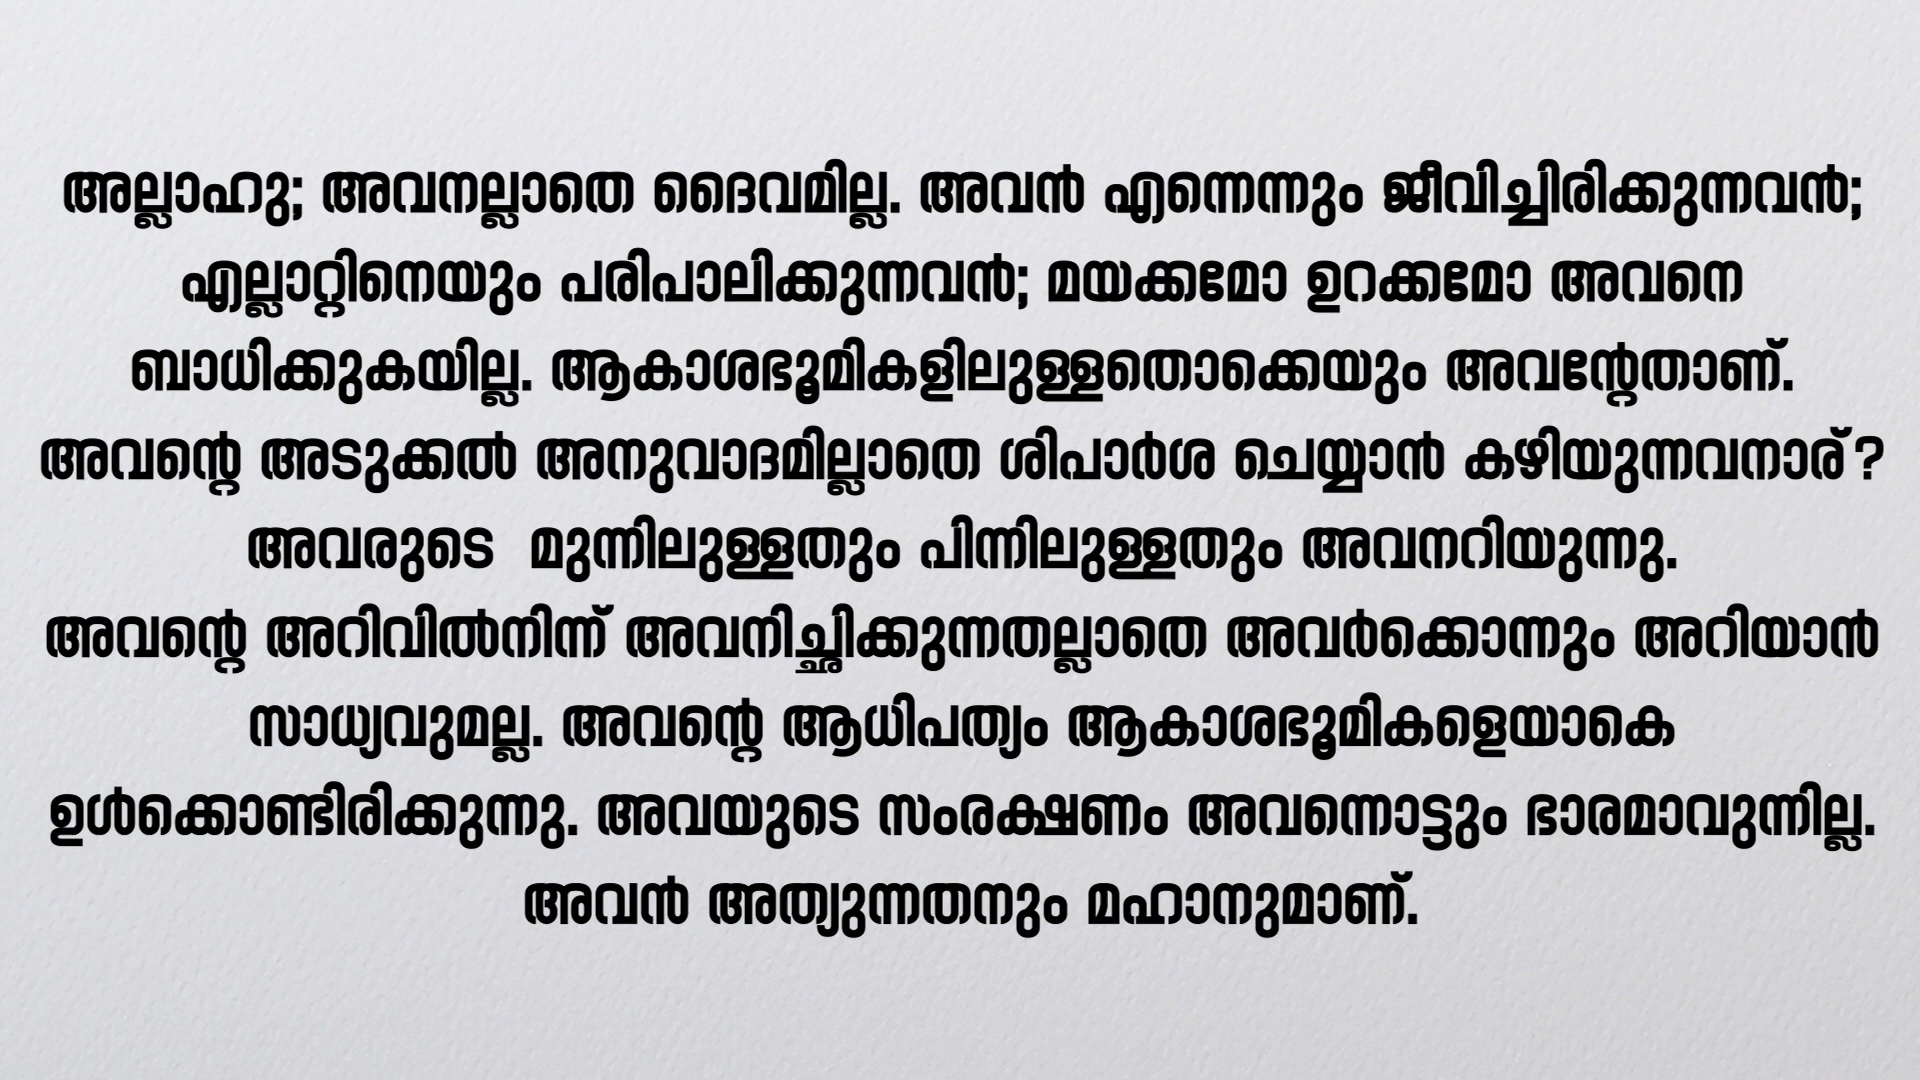 അല്ലാഹു; അവനല്ലാതെ ദൈവമില്ല. അവൻ എന്നെന്നും ജീവിച്ചിരിക്കുന്നവൻ;
എല്ലാറ്റിനെയും പരിപാലിക്കുന്നവൻ; മയക്കമോ ഉറക്കമോ അവനെ
ബാധിക്കുകയില്ല. ആകാശഭൂമികളിലുള്ളതൊക്കെയും അവന്റേതാണ്.
അവന്റെ അടുക്കൽ അനുവാദമില്ലാതെ ശിപാർശ ചെയ്യാൻ കഴിയുന്നവനാര്?
അവരുടെ മുന്നിലുള്ളതും പിന്നിലുള്ളതും അവനറിയുന്നു.
അവന്റെ അറിവിൽനിന്ന് അവനിച്ഛിക്കുന്നതല്ലാതെ അവർക്കൊന്നും അറിയാൻ
സാധ്യവുമല്ല. അവന്റെ ആധിപത്യം ആകാശഭൂമികളെയാകെ
ഉൾക്കൊണ്ടിരിക്കുന്നു. അവയുടെ സംരക്ഷണം അവന്നൊട്ടും ഭാരമാവുന്നില്ല.
അവൻ അത്യുന്നതനും മഹാനുമാണ്.